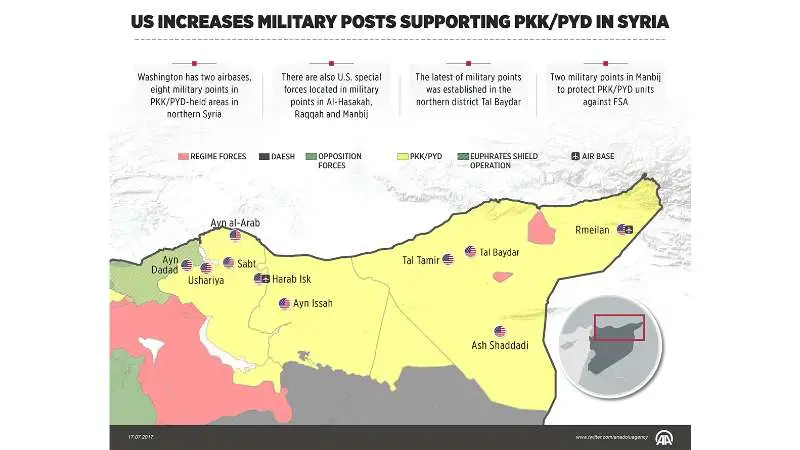 US INCREASES MILITARY POSTS SUPPORTING PKK/PYD IN SYRIA
Washington has two airbases,
eight military points in
PKK/PYD-held areas in
northern Syria
There are also U.S. special
forces located in military
points in Al-Hasakah,
Raqqah and Manbij
The latest of military points
was established in the
northern district Tal Baydar
Two military points in Manbij
to protect PKK/PYD units
against FSA
REGIME FORCES
DAESH
OPPOSITION
FORCES
PKK/PYD
EUPHRATES SHIELD
OPERATION
AIR BASE
Ayn al-Arab
Ayn
Dadad
Ushariya
Sabt
Harab Isk
Ayn Issah
Tal Tamir
Tal Baydar
Rmeilan
Ash Shaddadi
17.07.2017
www.twitter.com/anadoluagency
AA